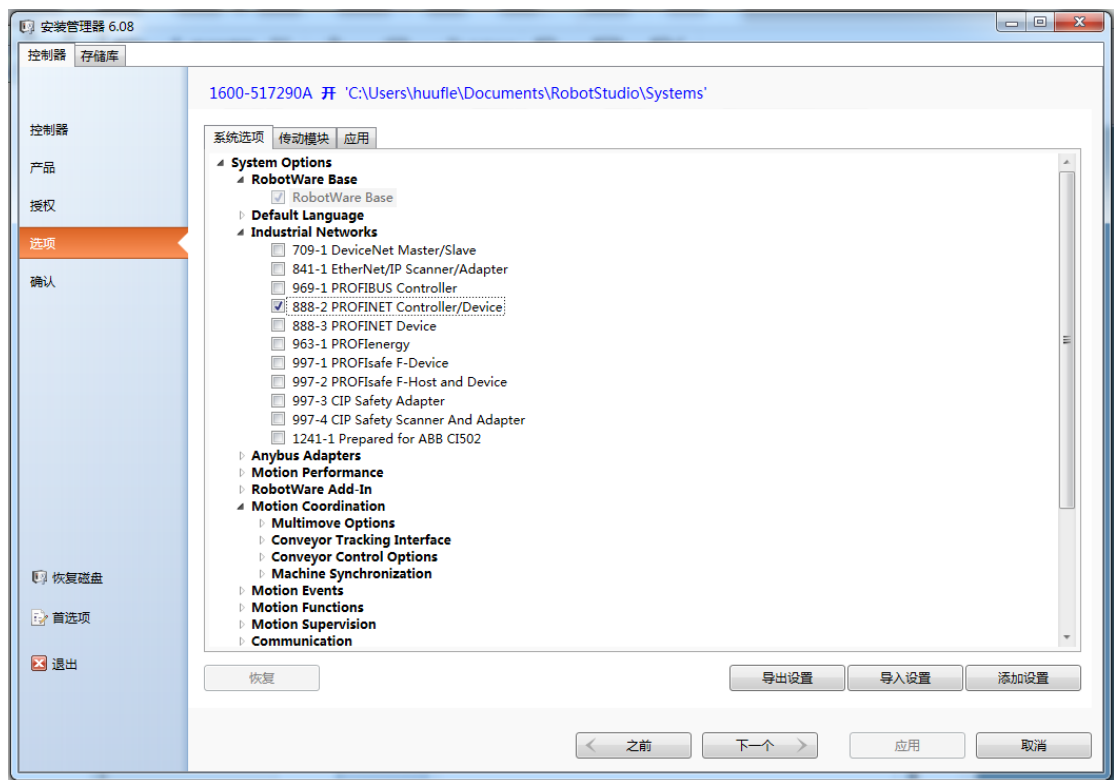 安装管理器 6.08
控制器 存储库
1600-517290A 开 'C:\Users\huufle\Documents\RobotStudio\Systems'
控制器
产品
授权
选项
确认
恢复磁盘
首选项
退出
系统选项 传动模块 应用
System Options
RobotWare Base
RobotWare Base
Default Language
Industrial Networks
709-1 DeviceNet Master/Slave
841-1 EtherNet/IP Scanner/Adapter
969-1 PROFIBUS Controller
888-2 PROFINET Controller/Device
888-3 PROFINET Device
963-1 PROFIenergy
997-1 PROFIsafe F-Device
997-2 PROFIsafe F-Host and Device
997-3 CIP Safety Adapter
997-4 CIP Safety Scanner And Adapter
1241-1 Prepared for ABB CI502
Anybus Adapters
Motion Performance
RobotWare Add-In
Motion Coordination
Multimove Options
Conveyor Tracking Interface
Conveyor Control Options
Machine Synchronization
Motion Events
Motion Functions
Motion Supervision
Communication
恢复 导出设置 导入设置 添加设置
之前 下一个 应用 取消